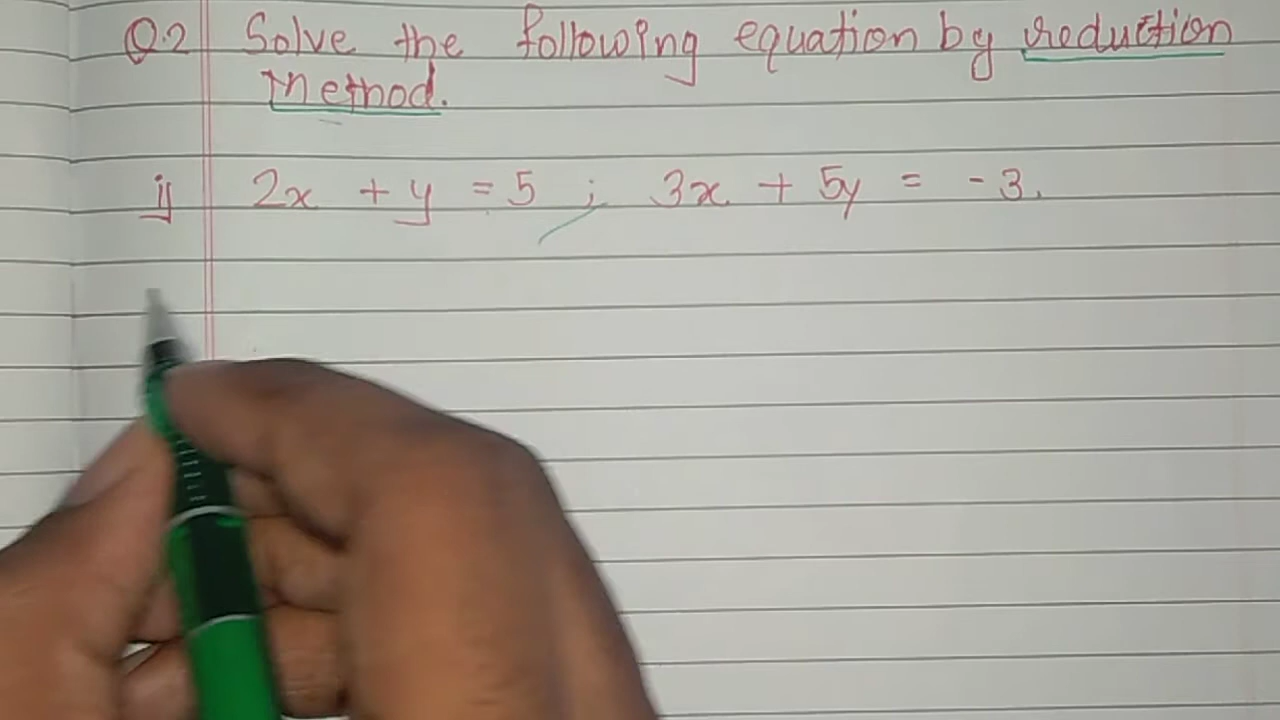 Q.2 Solve the following equation by reduction
Method.
i) 2x + y = 5 ; 3x + 5y = -3.